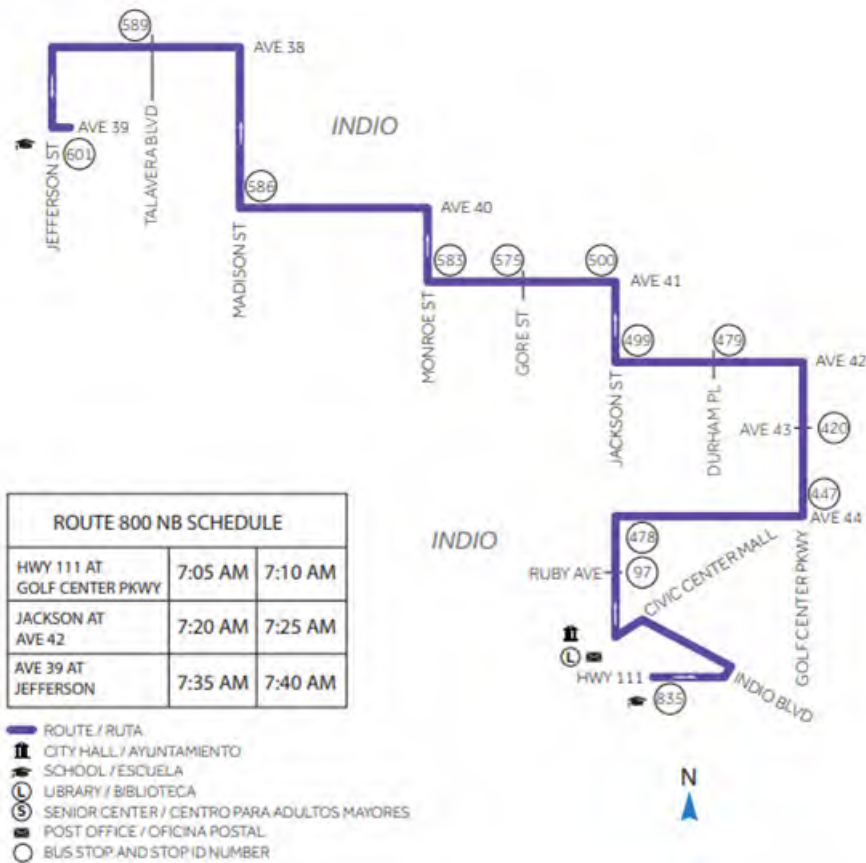 589
AVE 38
INDIO
AVE 39
601
JEFFERSON ST
TALAVERA BLVD
586
AVE 40
MADISON ST
583
575
500
AVE 41
MONROE ST
GORE ST
499
479
AVE 42
JACKSON ST
DURHAM PL
AVE 43
420
447
AVE 44
INDIO
478
RUBY AVE
97
CIVIC CENTER MALL
GOLF CENTER PKWY
L
HWY 111
835
INDIO BLVD
N
ROUTE 800 NB SCHEDULE
HWY 111 AT
GOLF CENTER PKWY
7:05 AM
7:10 AM
JACKSON AT
AVE 42
7:20 AM
7:25 AM
AVE 39 AT
JEFFERSON
7:35 AM
7:40 AM
ROUTE / RUTA
CITY HALL / AYUNTAMIENTO
SCHOOL / ESCUELA
L LIBRARY / BIBLIOTECA
S SENIOR CENTER / CENTRO PARA ADULTOS MAYORES
POST OFFICE / OFICINA POSTAL
BUS STOP AND STOP ID NUMBER